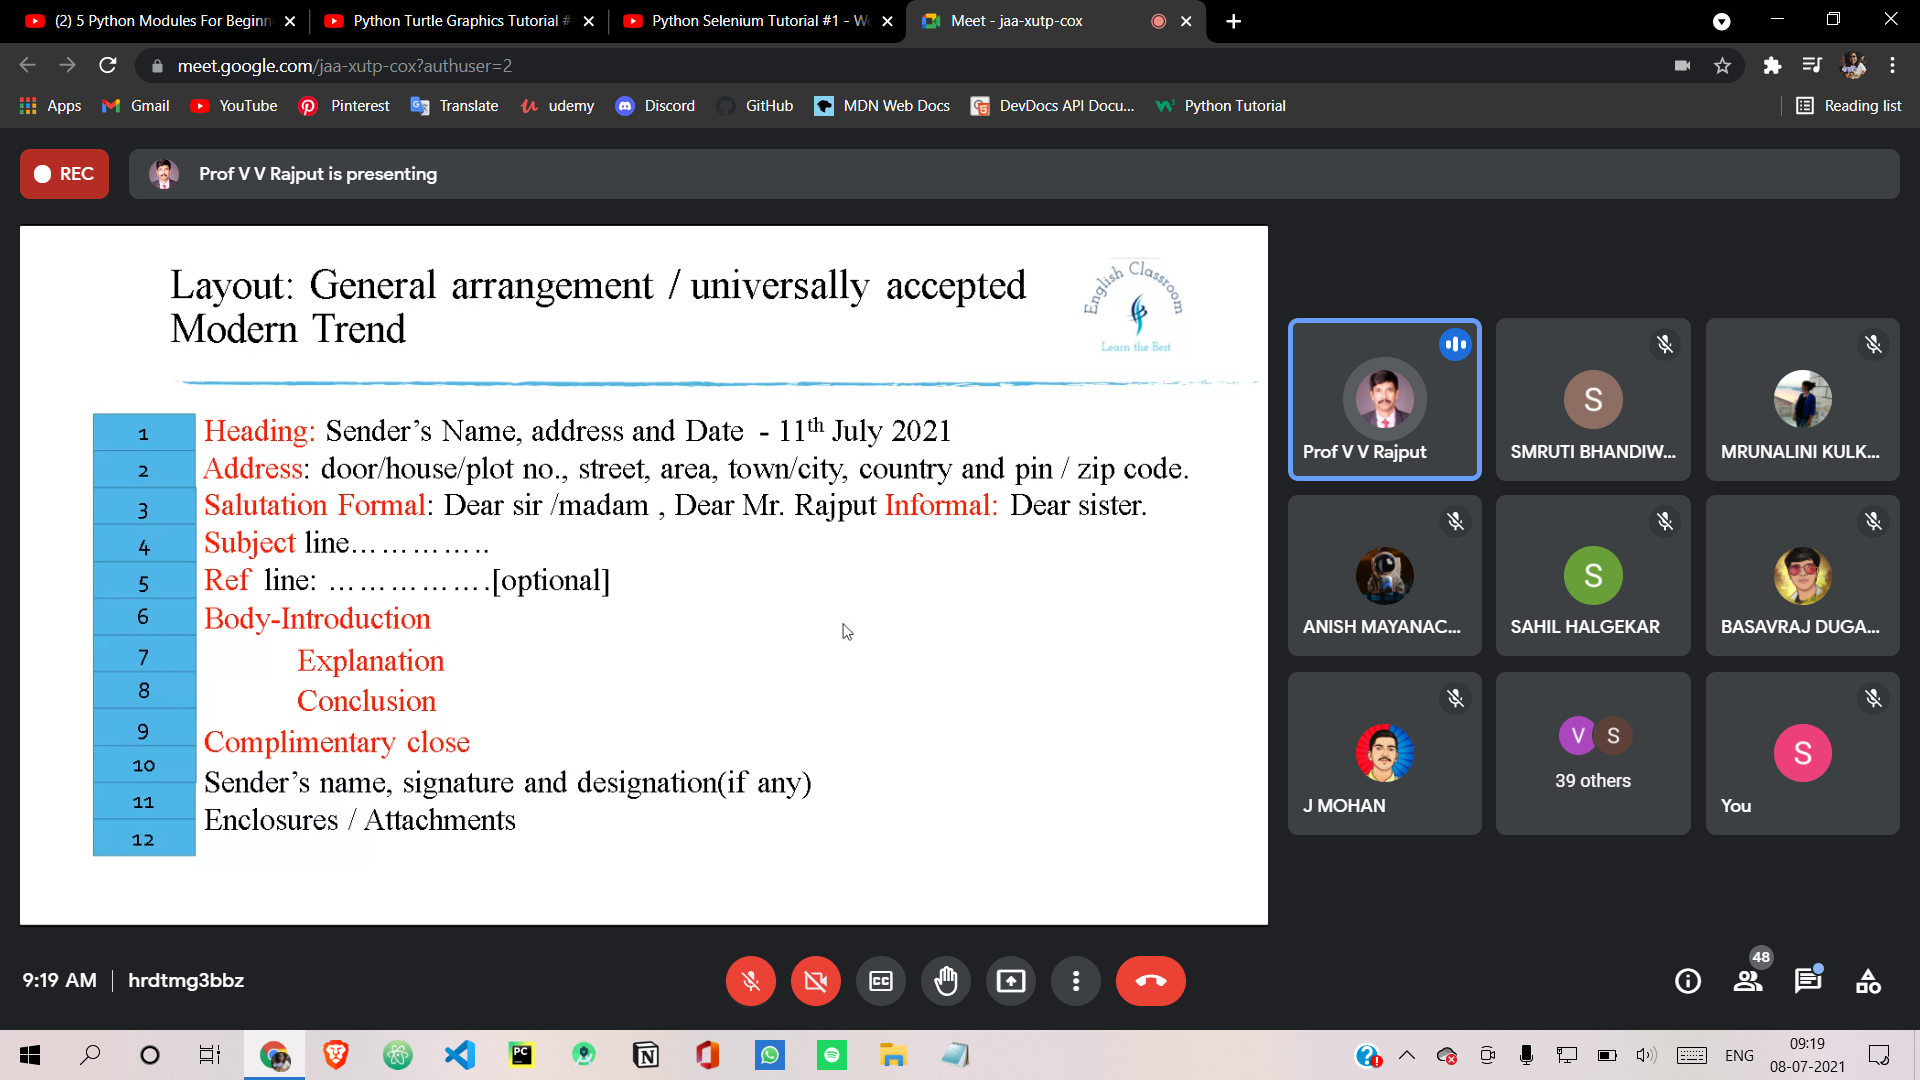 (2) 5 Python Modules For Beginn
Python Turtle Graphics Tutorial #
Python Selenium Tutorial #1 - We
Meet - jaa-xutp-cox
meet.google.com/jaa-xutp-cox?authuser=2
Apps
Gmail
YouTube
Pinterest
Translate
udemy
Discord
GitHub
MDN Web Docs
DevDocs API Docu...
Python Tutorial
Reading list
REC
Prof V V Rajput is presenting
Layout: General arrangement / universally accepted
Modern Trend
English Classroom
Learn the Best
1 Heading: Sender's Name, address and Date - 11th July 2021
2 Address: door/house/plot no., street, area, town/city, country and pin / zip code.
3 Salutation Formal: Dear sir /madam , Dear Mr. Rajput Informal: Dear sister.
4 Subject line…………..
5 Ref line: …………….[optional]
6 Body-Introduction
7 Explanation
8 Conclusion
9 Complimentary close
10
11 Sender's name, signature and designation(if any)
12 Enclosures / Attachments
Prof V V Rajput
S
SMRUTI BHANDIW...
MRUNALINI KULK...
ANISH MAYANAC...
S
SAHIL HALGEKAR
BASAVRAJ DUGA...
J MOHAN
V S
39 others
S
You
9:19 AM | hrdtmg3bbz
48
ENG
09:19
08-07-2021